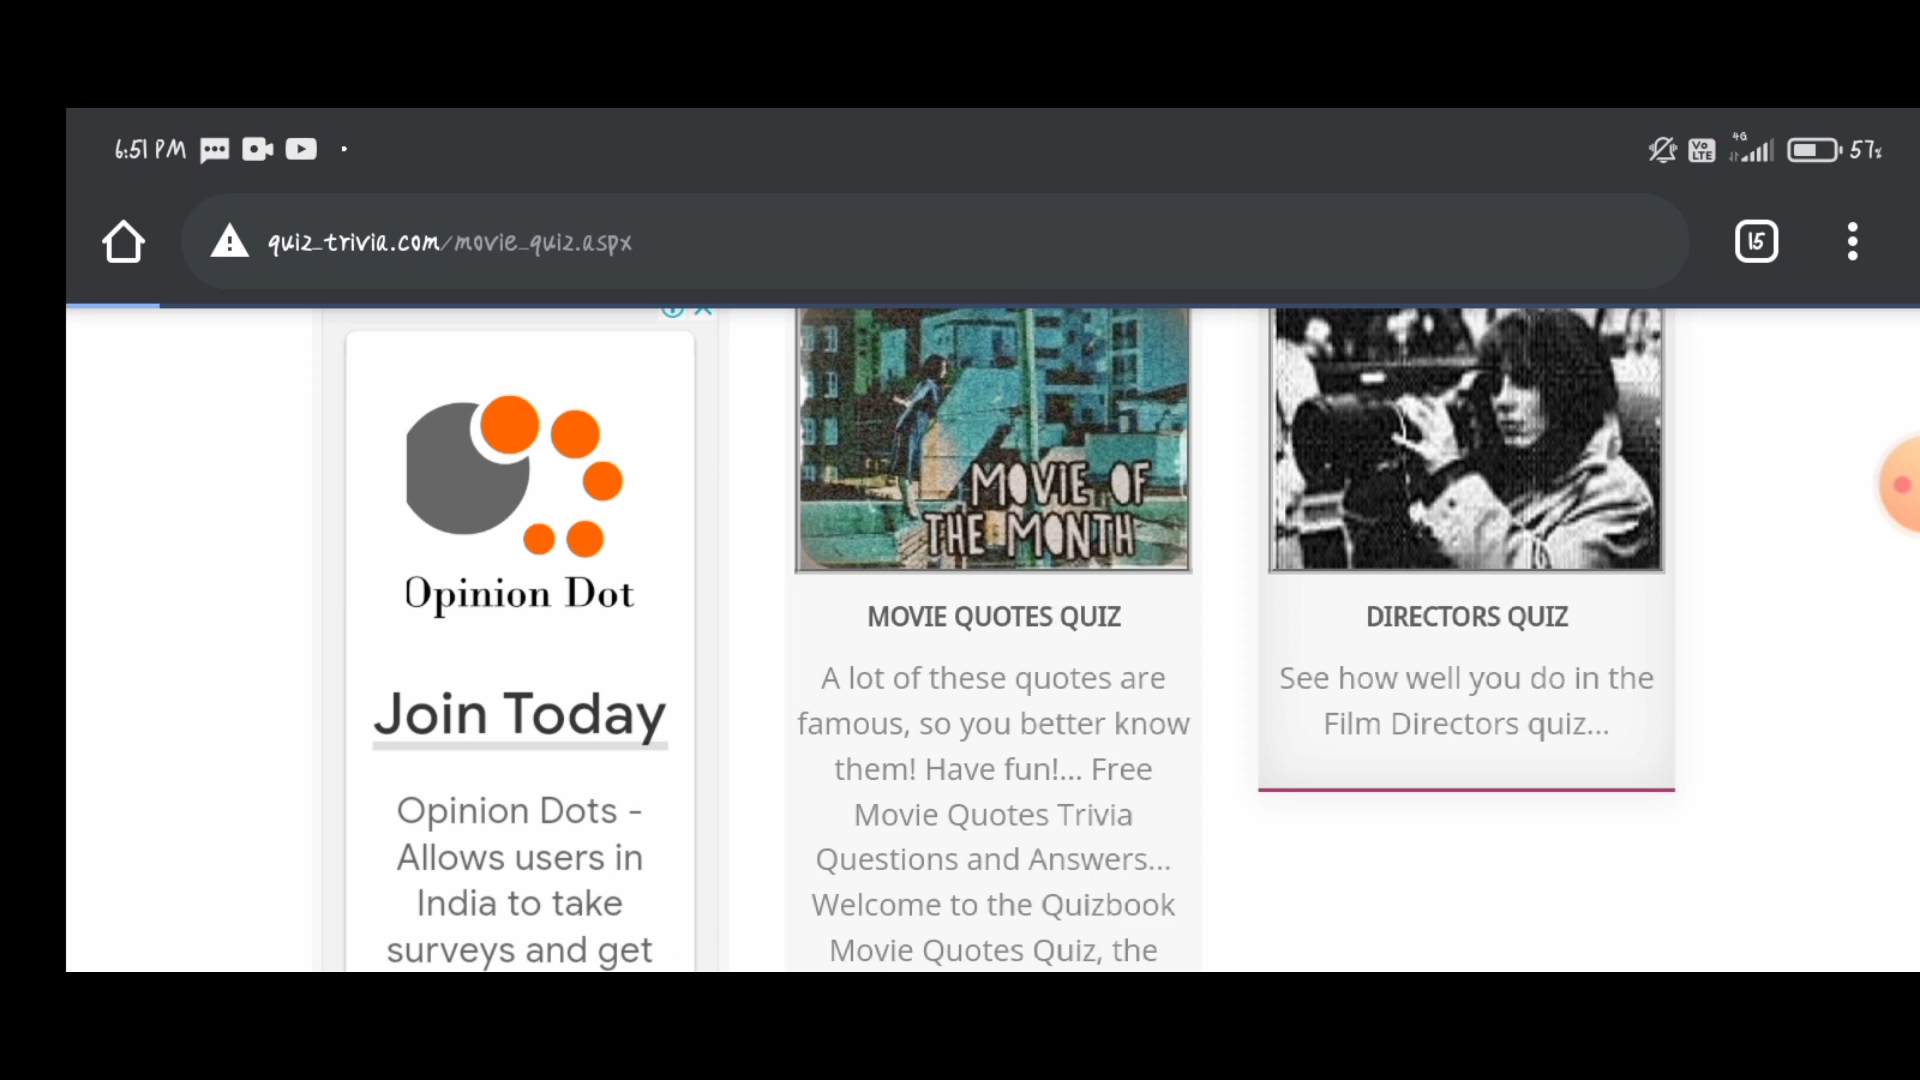 6:51 PM
Vo LTE
4G
57%
quiz_trivia.com/movie_quiz.aspx
15
Opinion Dot
Join Today
Opinion Dots -
Allows users in
India to take
surveys and get
MOVIE OF
THE MONTH
MOVIE QUOTES QUIZ
A lot of these quotes are
famous, so you better know
them! Have fun!... Free
Movie Quotes Trivia
Questions and Answers...
Welcome to the Quizbook
Movie Quotes Quiz, the
DIRECTORS QUIZ
See how well you do in the
Film Directors quiz...